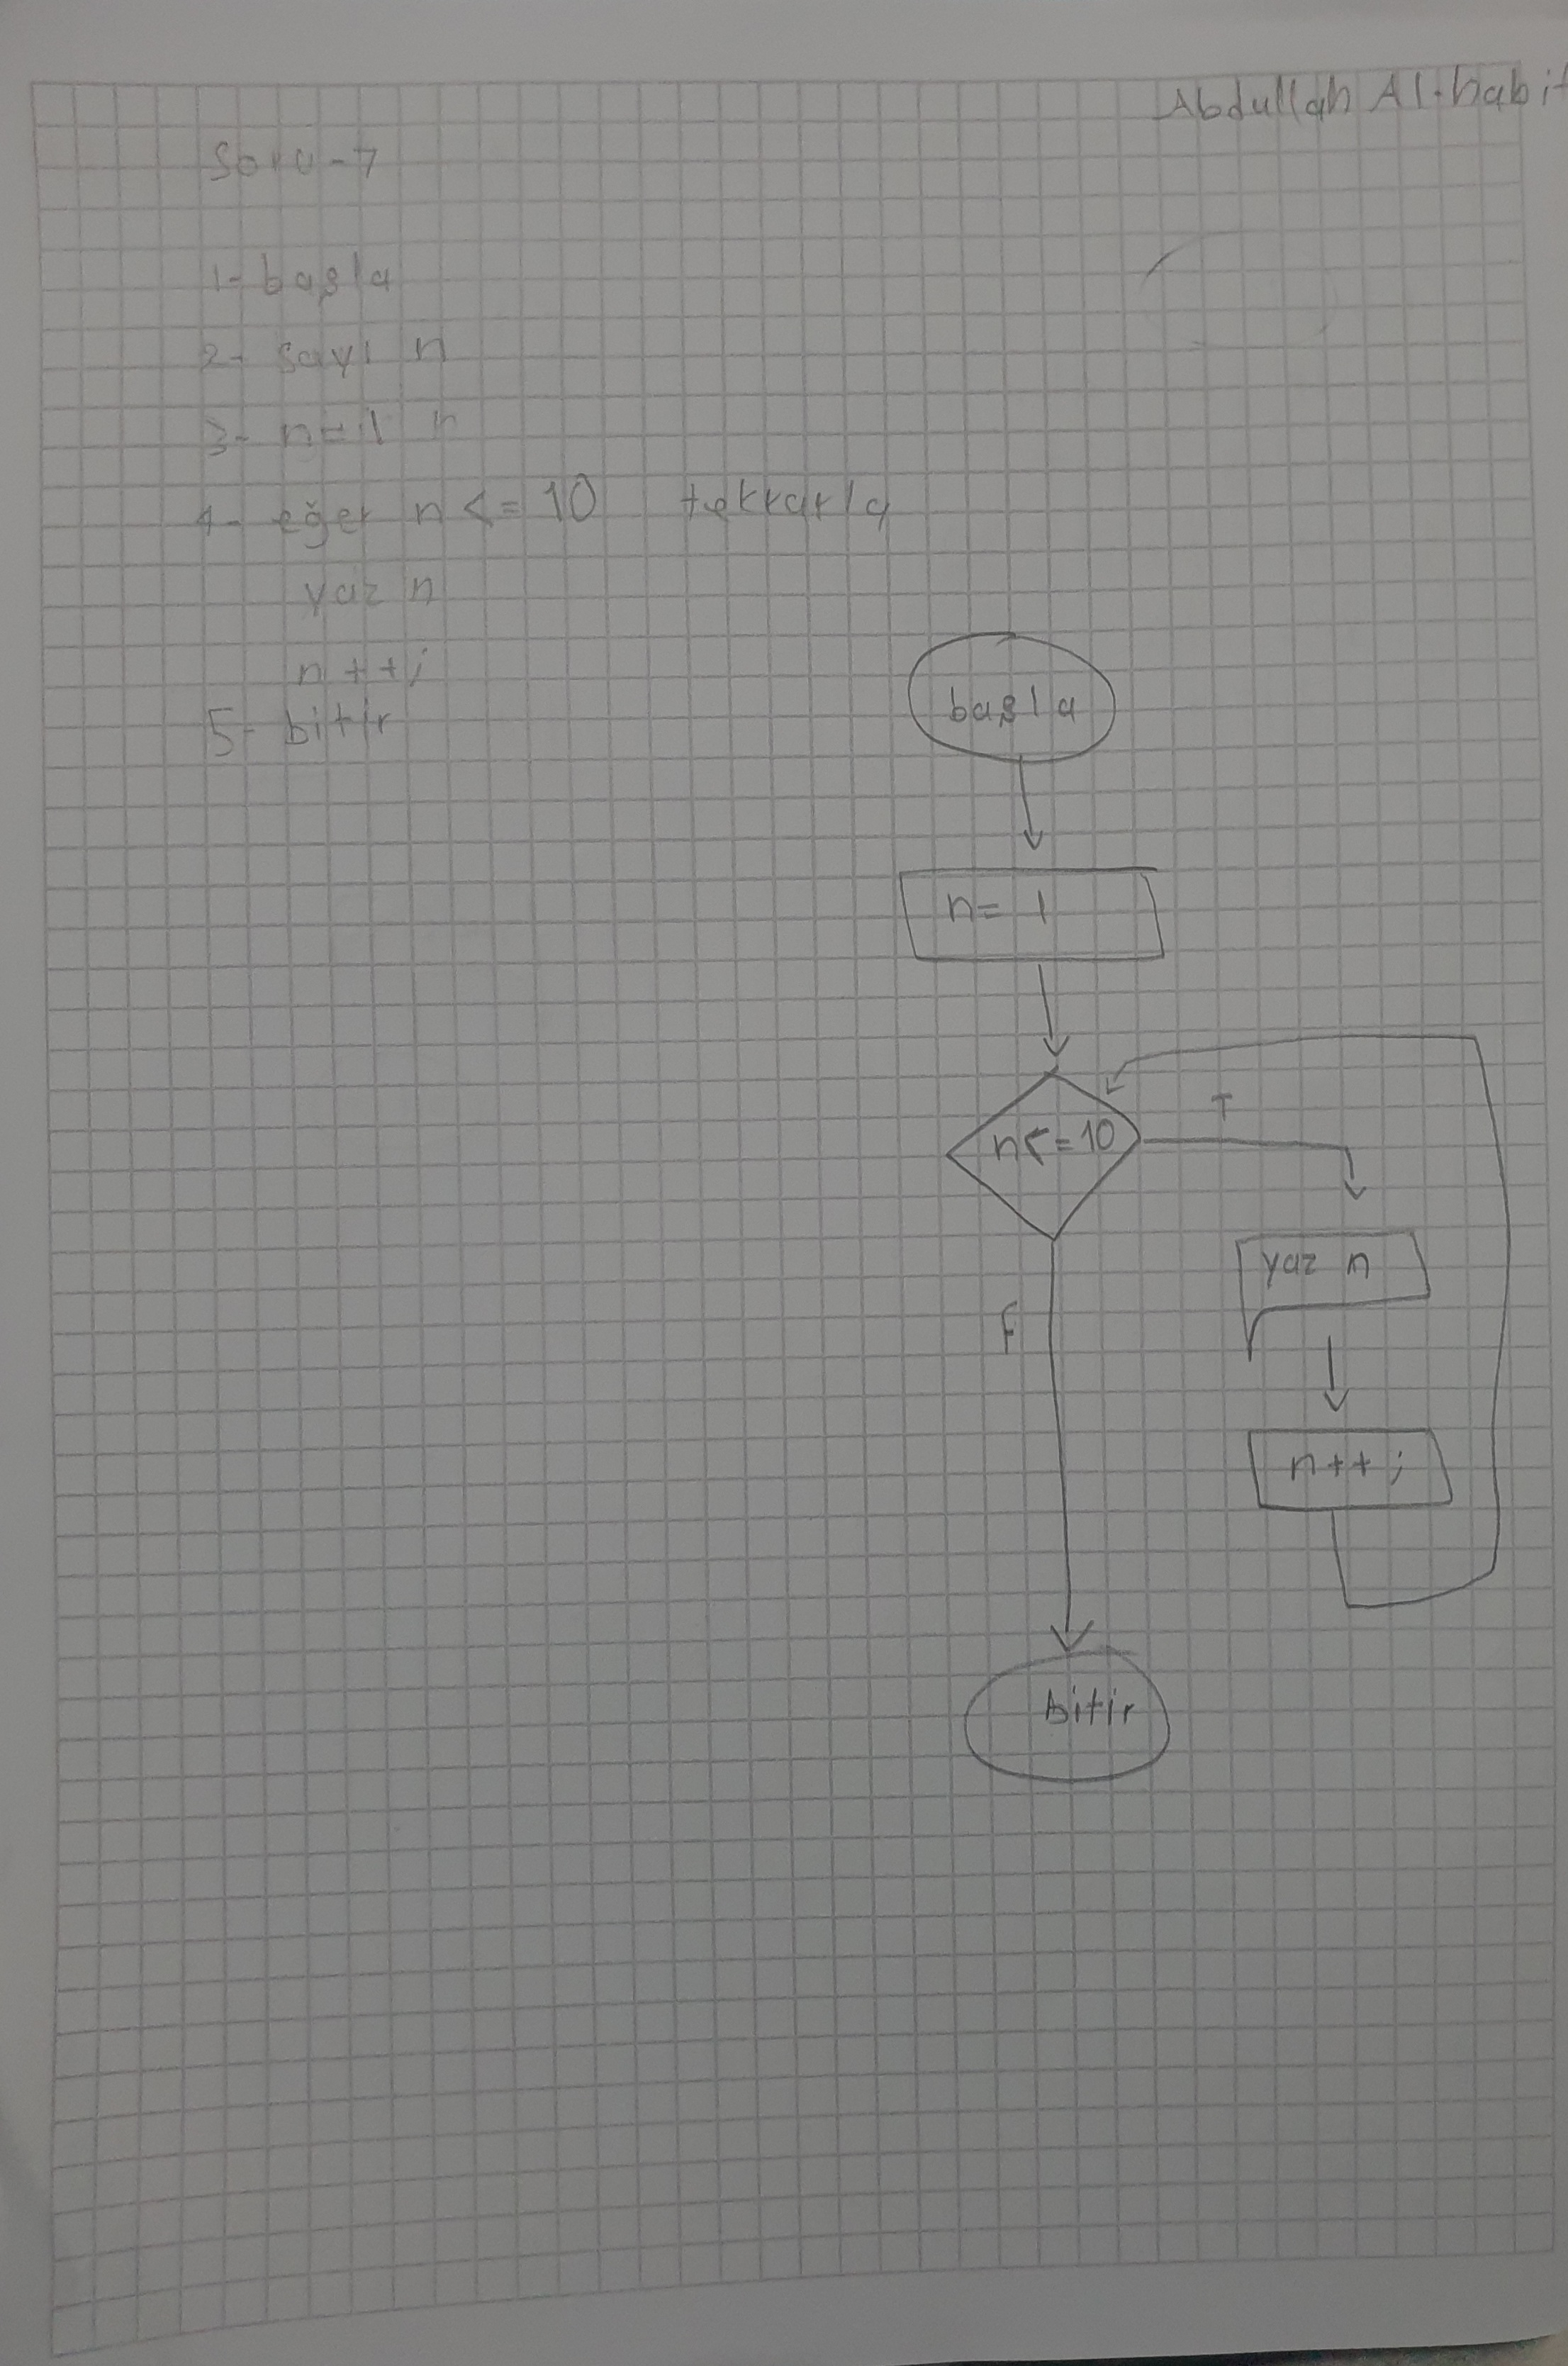 Abdullah Al-habit
Soru-7
1- başla
2- sayı n
3- n=1 n
4- eğer n <= 10 tekrarla
yaz n
n++;
5- bitir
başla
n= 1
n<=10
T
yaz n
F
n++;
bitir